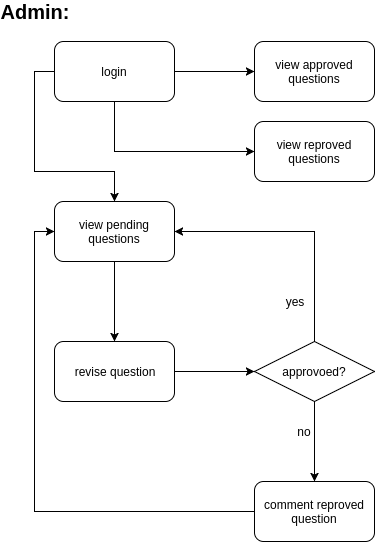 Admin:
login
view approved
questions
view reproved
questions
view pending
questions
yes
revise question
approvoed?
no
comment reproved
question